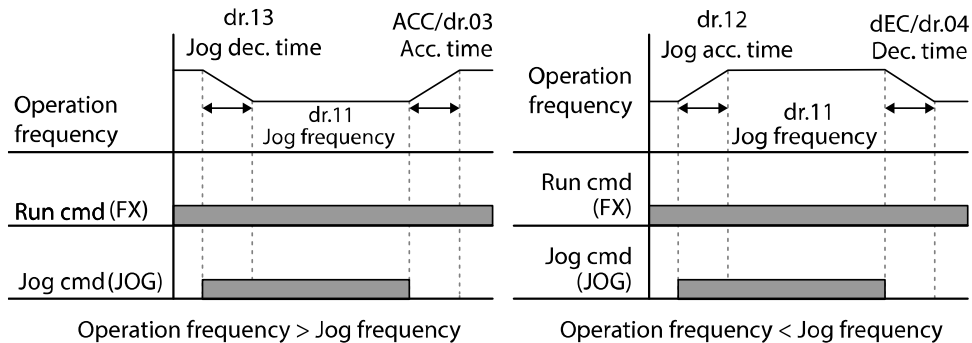 dr.13
Jog dec. time
ACC/dr.03
Acc. time
Operation
frequency
dr.11
Jog frequency
Run cmd (FX)
Jog cmd (JOG)
Operation frequency > Jog frequency
dr.12
Jog acc. time
dEC/dr.04
Dec. time
Operation
frequency
dr.11
Jog frequency
Run cmd
(FX)
Jog cmd
(JOG)
Operation frequency < Jog frequency